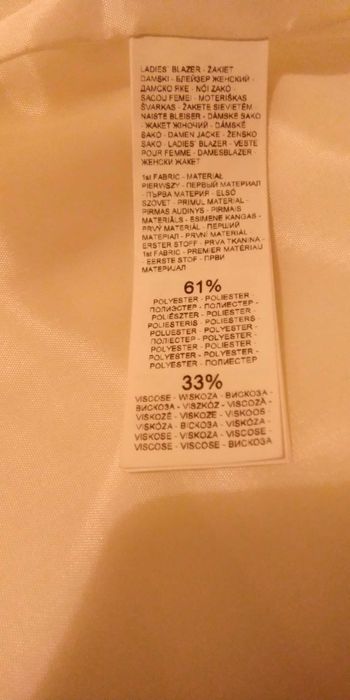 LADIES' BLAZER - ŻAKIET
DAMSKI - БЛЕЙЗЕР ЖЕНСКИЙ -
ДАМСКО ЯКЕ - NŐI ZAKÓ
SACOU FEMEI - MOTERIŠKAS
ŠVARKAS - ŽAKETE SIEVIETĒM -
NAISTE BLEISER - DÁMSKE SAKO
- ЖАКЕТ ЖІНОЧИЙ - DÁMSKÉ
SAKO - DAMEN JACKE - ŽENSKO
SAKO - LADIES' BLAZER - VESTE
POUR FEMME - DAMESBLAZER -
ЖЕНСКИ ЖАКЕТ
1st FABRIC - MATERIAŁ
PIERWSZY - ПЕРВЫЙ МАТЕРИАЛ
- ПЪРВА МАТЕРИЯ - ELSŐ
SZÖVET - PRIMUL MATERIAL -
PIRMAS AUDINYS - PIRMAIS
MATERIĀLS - ESIMENE KANGAS -
PRVÝ MATERIÁL - ПЕРШИЙ
МАТЕРІАЛ - PRVNÍ MATERIÁL
ERSTER STOFF - PRVA TKANINA -
1st FABRIC - PREMIER MATÉRIAU
- EERSTE STOF - ПРВИ
МАТЕРИЈАЛ
61%
POLYESTER - POLIESTER -
ПОЛИЭСТЕР - ПОЛИЕСТЕР -
POLIÉSZTER - POLIESTER -
POLIESTERIS - POLIESTERS -
POLÜESTER - POLYESTER -
ПОЛІЕСТЕР - POLYESTER -
POLYESTER - POLIESTER -
POLYESTER - POLYESTER -
POLYESTER - ПОЛИЕСТЕР
33%
VISCOSE - WISKOZA - ВИСКОЗА -
ВИСКОЗА - VISZKÓZ - VISCOZĂ -
VISKOZĖ - VISKOZE - VISKOOS -
VISKÓZA - ВІСКОЗА - VISKÓZA -
VISKOSE - VISKOZA - VISCOSE -
VISCOSE - VISCOSE - ВИСКОЗА